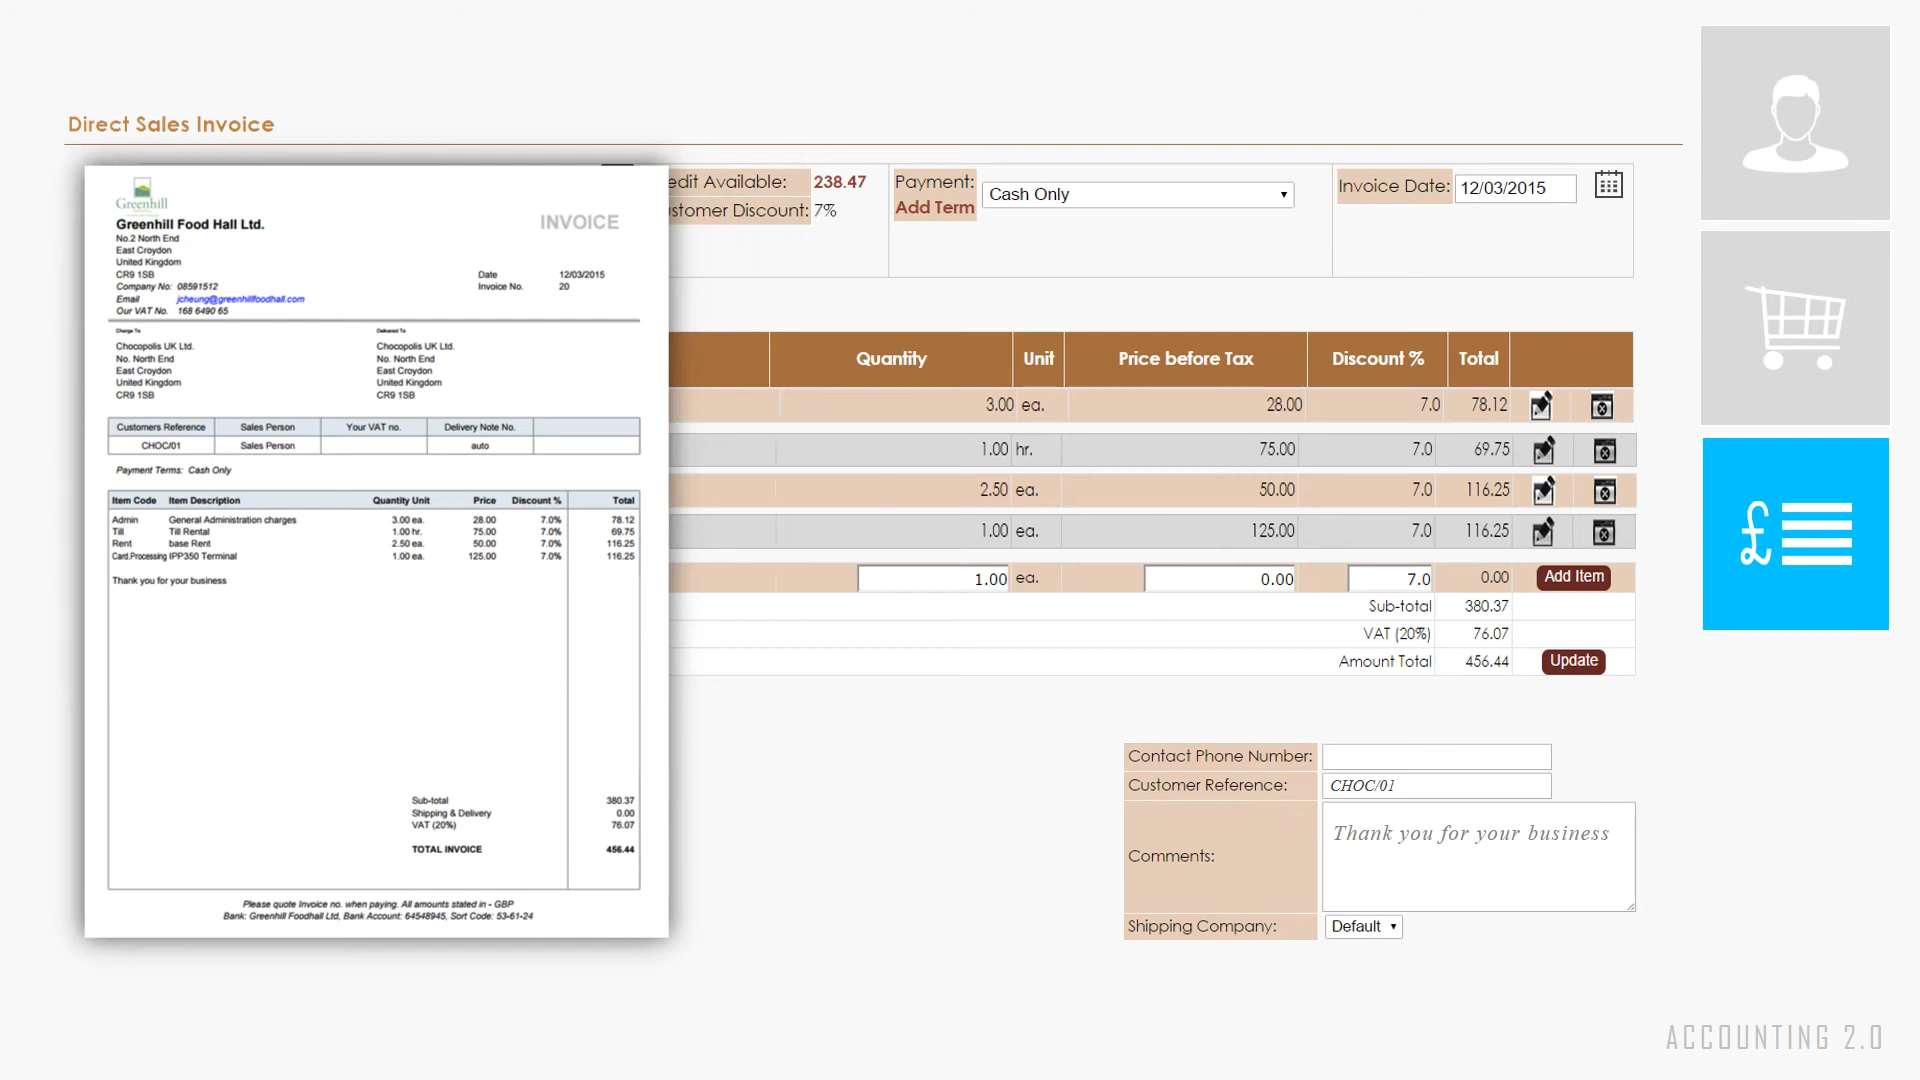 Direct Sales Invoice
Greenhill
Greenhill Food Hall Ltd.
INVOICE
No.2 North End
East Croydon
United Kingdom
CR9 1SB
Date 12/03/2015
Company No: 08591512
Invoice No. 20
Email jcheung@greenhillfoodhall.com
Our VAT No. 168 6490 65
Charge To
Delivered To
Chocopolis UK Ltd. Chocopolis UK Ltd.
No. North End No. North End
East Croydon East Croydon
United Kingdom United Kingdom
CR9 1SB CR9 1SB
Customers Reference Sales Person Your VAT no. Delivery Note No.
CHOC/01 Sales Person auto
Payment Terms: Cash Only
Item Code Item Description Quantity Unit Price Discount % Total
Admin General Administration charges 3.00 ea. 28.00 7.0% 78.12
Till Till Rental 1.00 hr. 75.00 7.0% 69.75
Rent base Rent 2.50 ea. 50.00 7.0% 116.25
Card.Processing IPP350 Terminal 1.00 ea. 125.00 7.0% 116.25
Thank you for your business
Sub-total 380.37
Shipping & Delivery 0.00
VAT (20%) 76.07
TOTAL INVOICE 456.44
Please quote Invoice no. when paying. All amounts stated in - GBP
Bank: Greenhill Foodhall Ltd, Bank Account: 64548945, Sort Code: 53-61-24
edit Available: 238.47
stomer Discount: 7%
Payment: Cash Only
Add Term
Invoice Date: 12/03/2015
Quantity Unit Price before Tax Discount % Total
3.00 ea. 28.00 7.0 78.12
1.00 hr. 75.00 7.0 69.75
2.50 ea. 50.00 7.0 116.25
1.00 ea. 125.00 7.0 116.25
1.00 ea. 0.00 7.0 0.00 Add Item
Sub-total 380.37
VAT (20%) 76.07
Amount Total 456.44 Update
Contact Phone Number:
Customer Reference: CHOC/01
Comments: Thank you for your business
Shipping Company: Default
£
ACCOUNTING 2.0